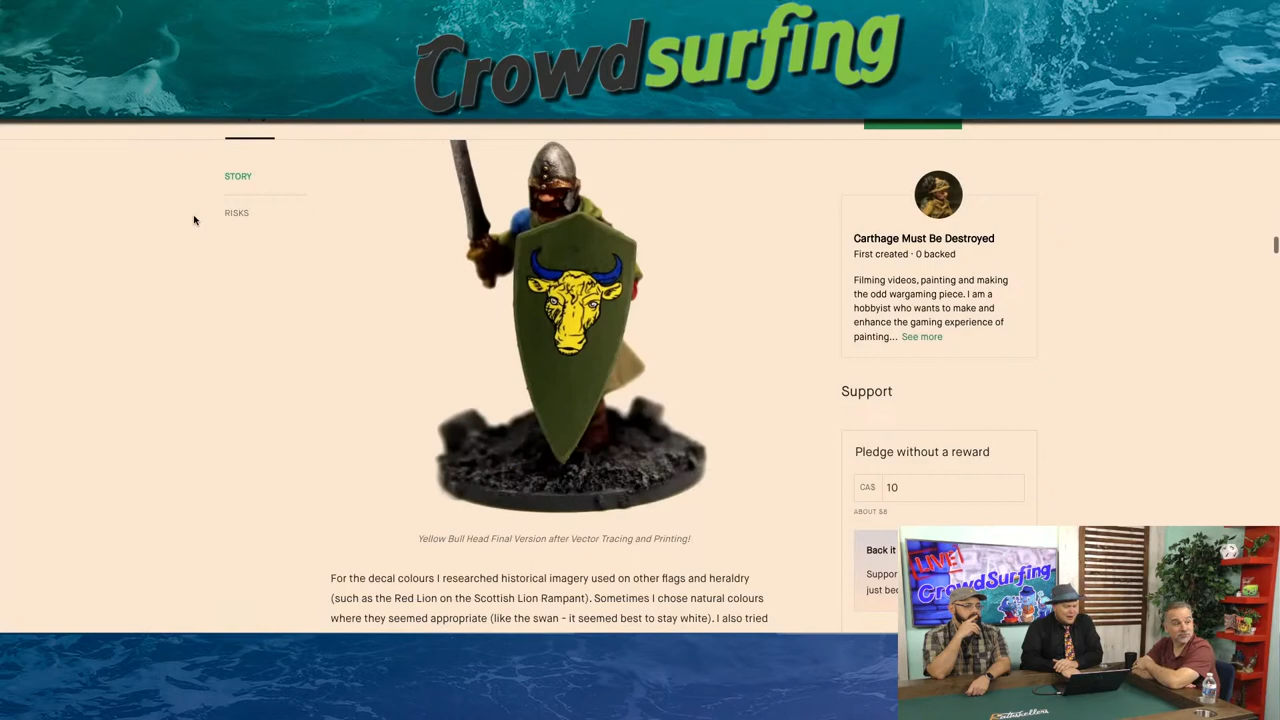 Crowdsurfing
STORY
RISKS
Carthage Must Be Destroyed
First created · 0 backed
Filming videos, painting and making
the odd wargaming piece. I am a
hobbyist who wants to make and
enhance the gaming experience of
painting... See more
Support
Pledge without a reward
CA$ 10
ABOUT $8
Back it
Suppor
just bec
Yellow Bull Head Final Version after Vector Tracing and Printing!
For the decal colours I researched historical imagery used on other flags and heraldry
(such as the Red Lion on the Scottish Lion Rampant). Sometimes I chose natural colours
where they seemed appropriate (like the swan - it seemed best to stay white). I also tried
LIVE
CrowdSurfing